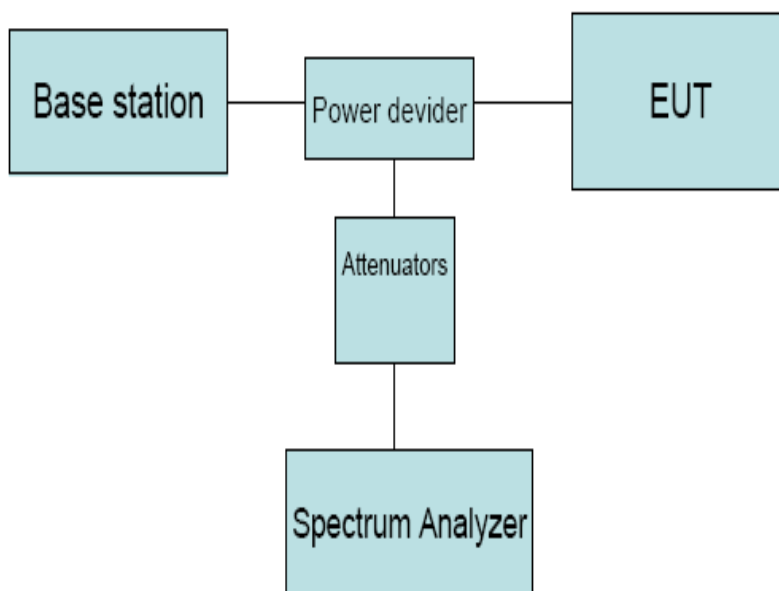 Base station
Power devider
EUT
Attenuators
Spectrum Analyzer